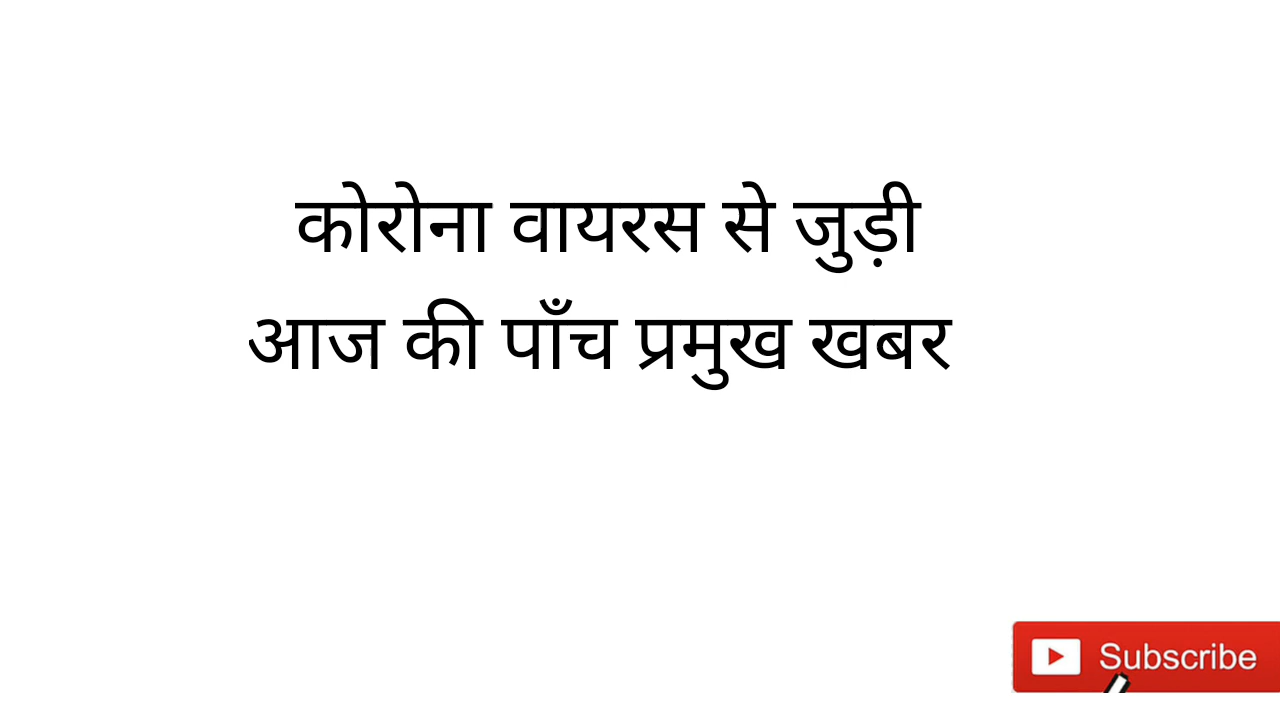 कोरोना वायरस से जुड़ी
आज की पाँच प्रमुख खबर
Subscribe